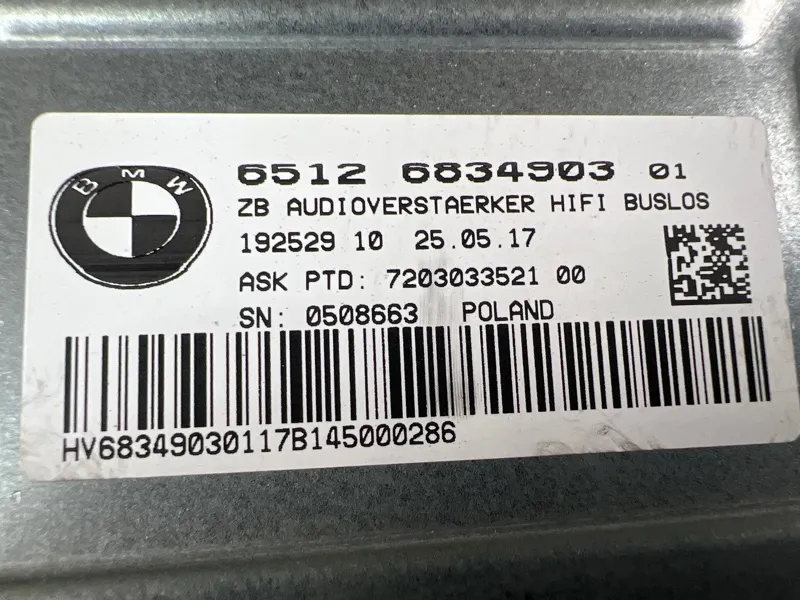 BMW
6512 6834903 01
ZB AUDIOVERSTAERKER HIFI BUSLOS
192529 10 25.05.17
ASK PTD: 7203033521 00
SN: 0508663 POLAND
HV68349030117B145000286